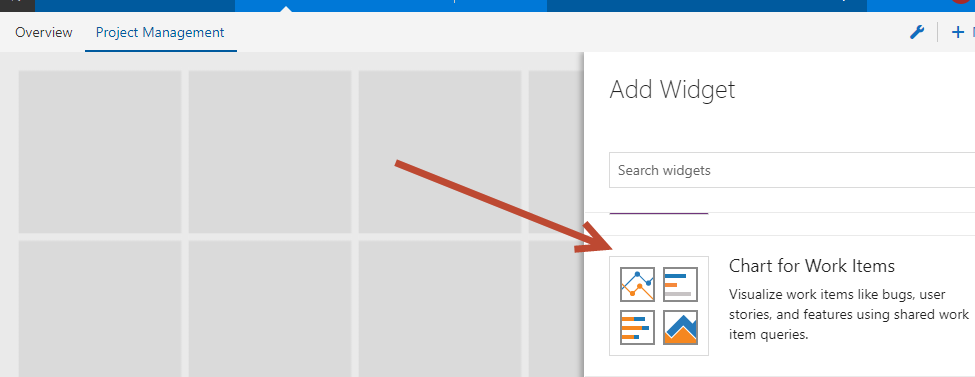 Overview Project Management
Add Widget
Search widgets
Chart for Work Items
Visualize work items like bugs, user
stories, and features using shared work
item queries.